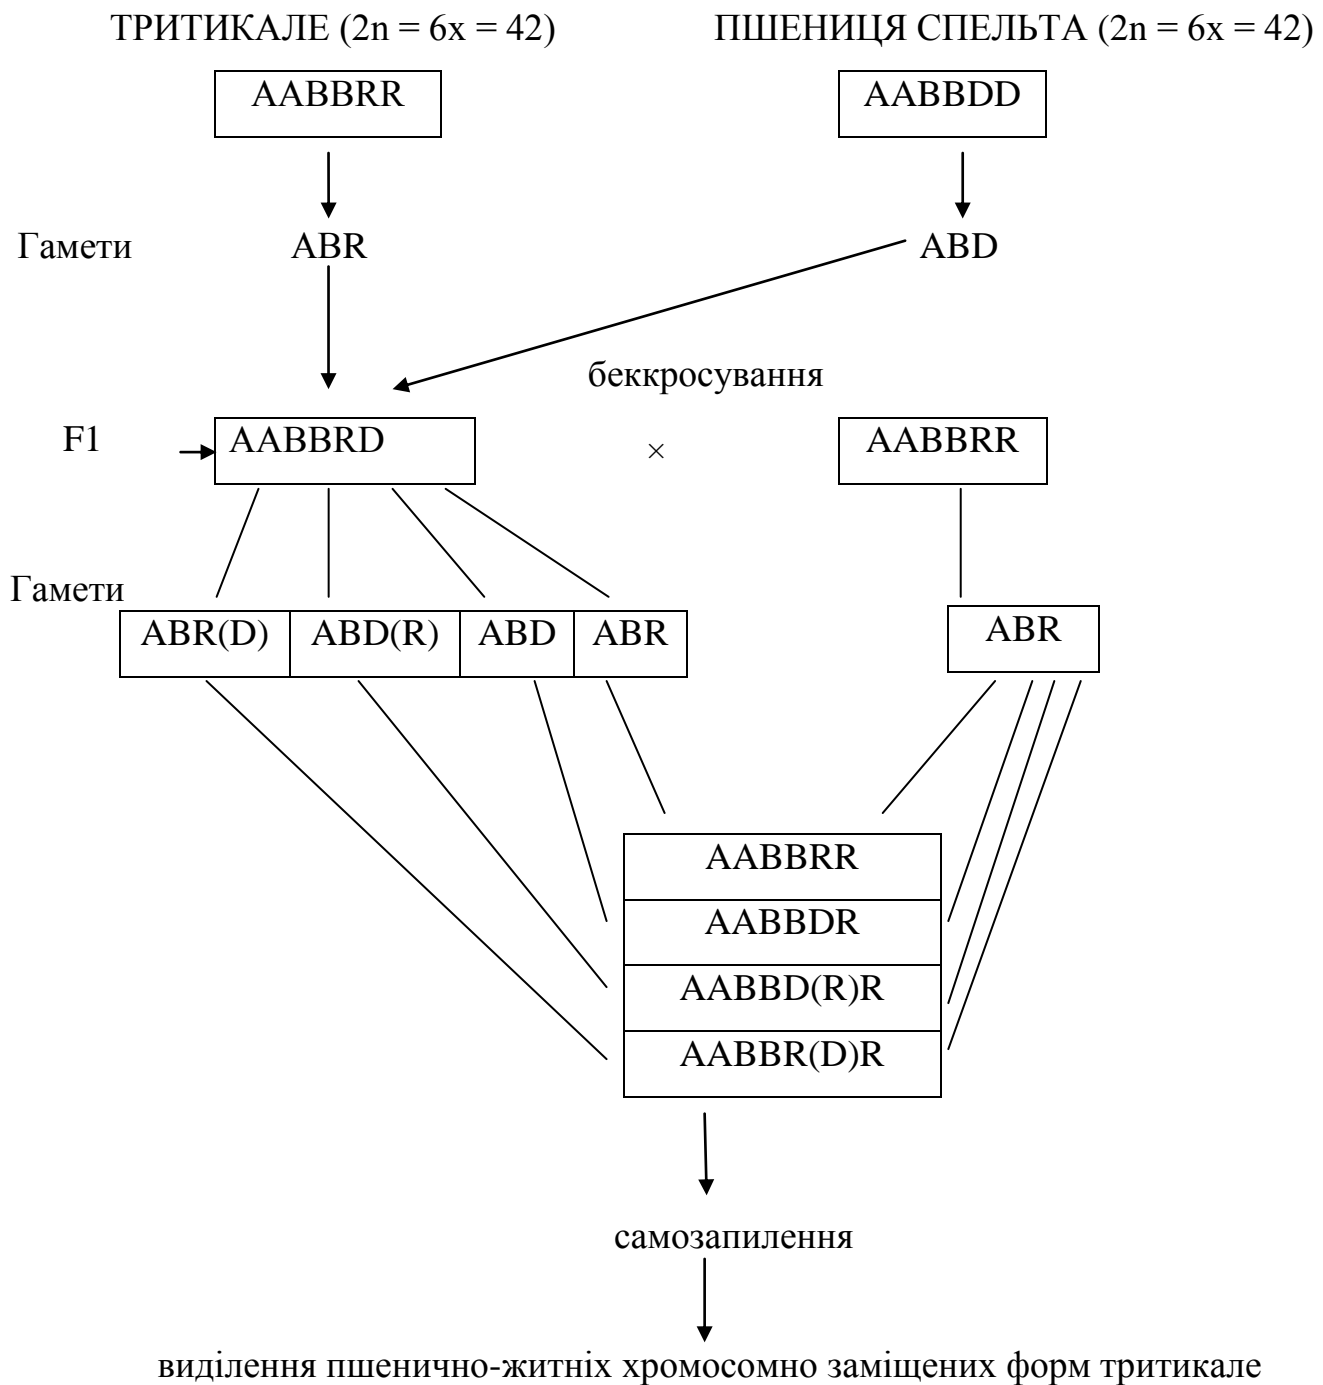 ТРИТИКАЛЕ (2n = 6x = 42) ПШЕНИЦЯ СПЕЛЬТА (2n = 6x = 42)
AABBRR AABBDD
Гамети ABR ABD
беккросування
F1 AABBRD × AABBRR
Гамети
ABR(D) ABD(R) ABD ABR ABR
AABBRR
AABBDR
AABBD(R)R
AABBR(D)R
самозапилення
виділення пшенично-житніх хромосомно заміщених форм тритикале